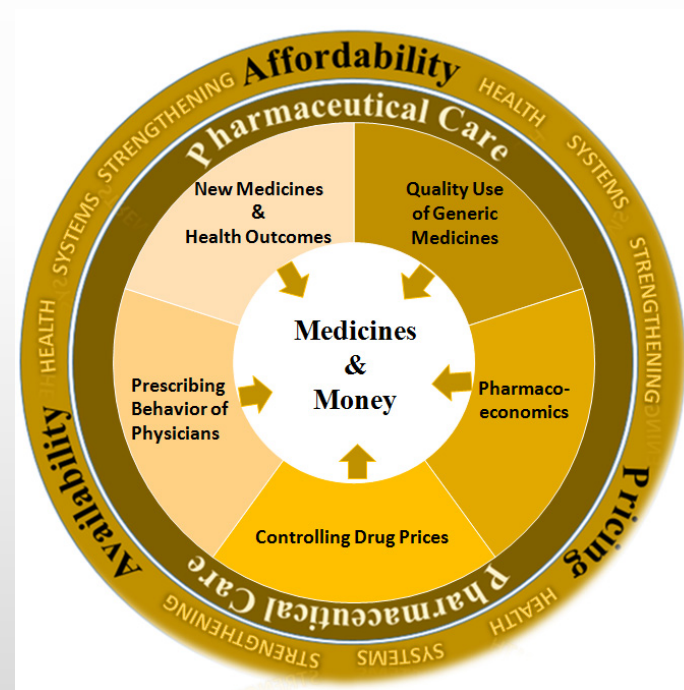 Affordability
HEALTH SYSTEMS STRENGTHENING
Pricing
HEALTH SYSTEMS STRENGTHENING
Availability
HEALTH SYSTEMS STRENGTHENING
Pharmaceutical Care
Pharmaceutical Care
New Medicines
&
Health Outcomes
Quality Use
of Generic
Medicines
Pharmaco-
economics
Controlling Drug Prices
Prescribing
Behavior of
Physicians
Medicines
&
Money